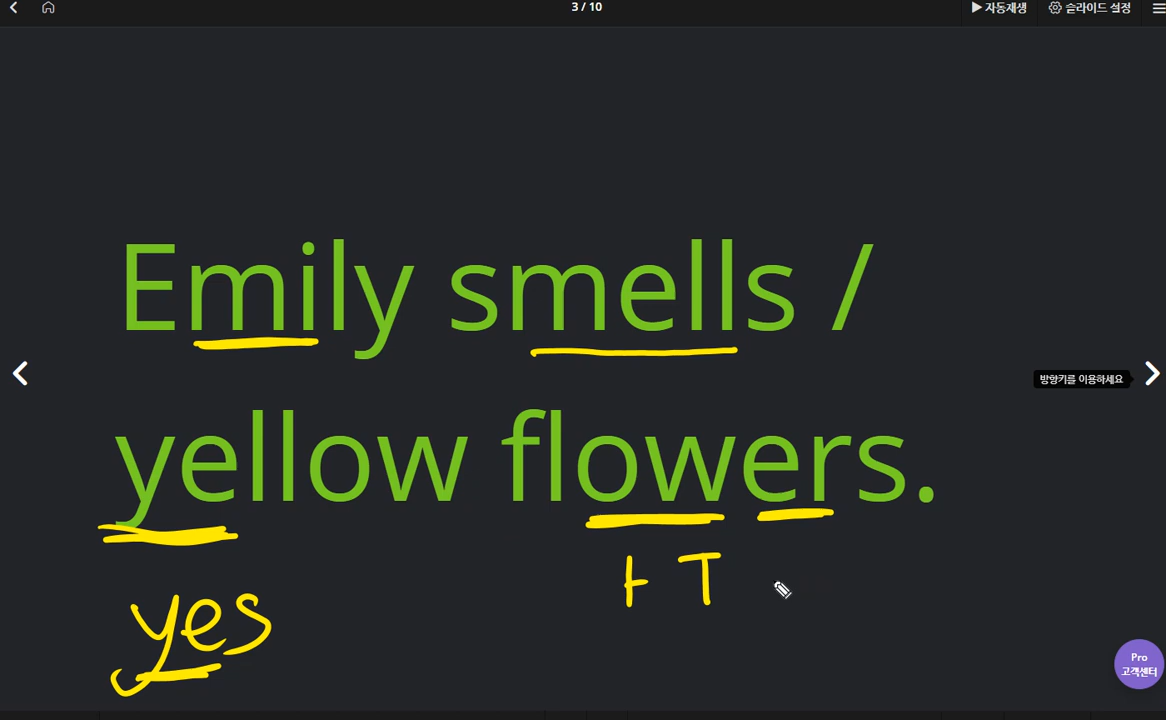 3 / 10
▶ 자동재생 슬라이드 설정
Emily smells /
방향키를 이용하세요
yellow flowers.
ㅏ ㅜ
yes
Pro
고객센터